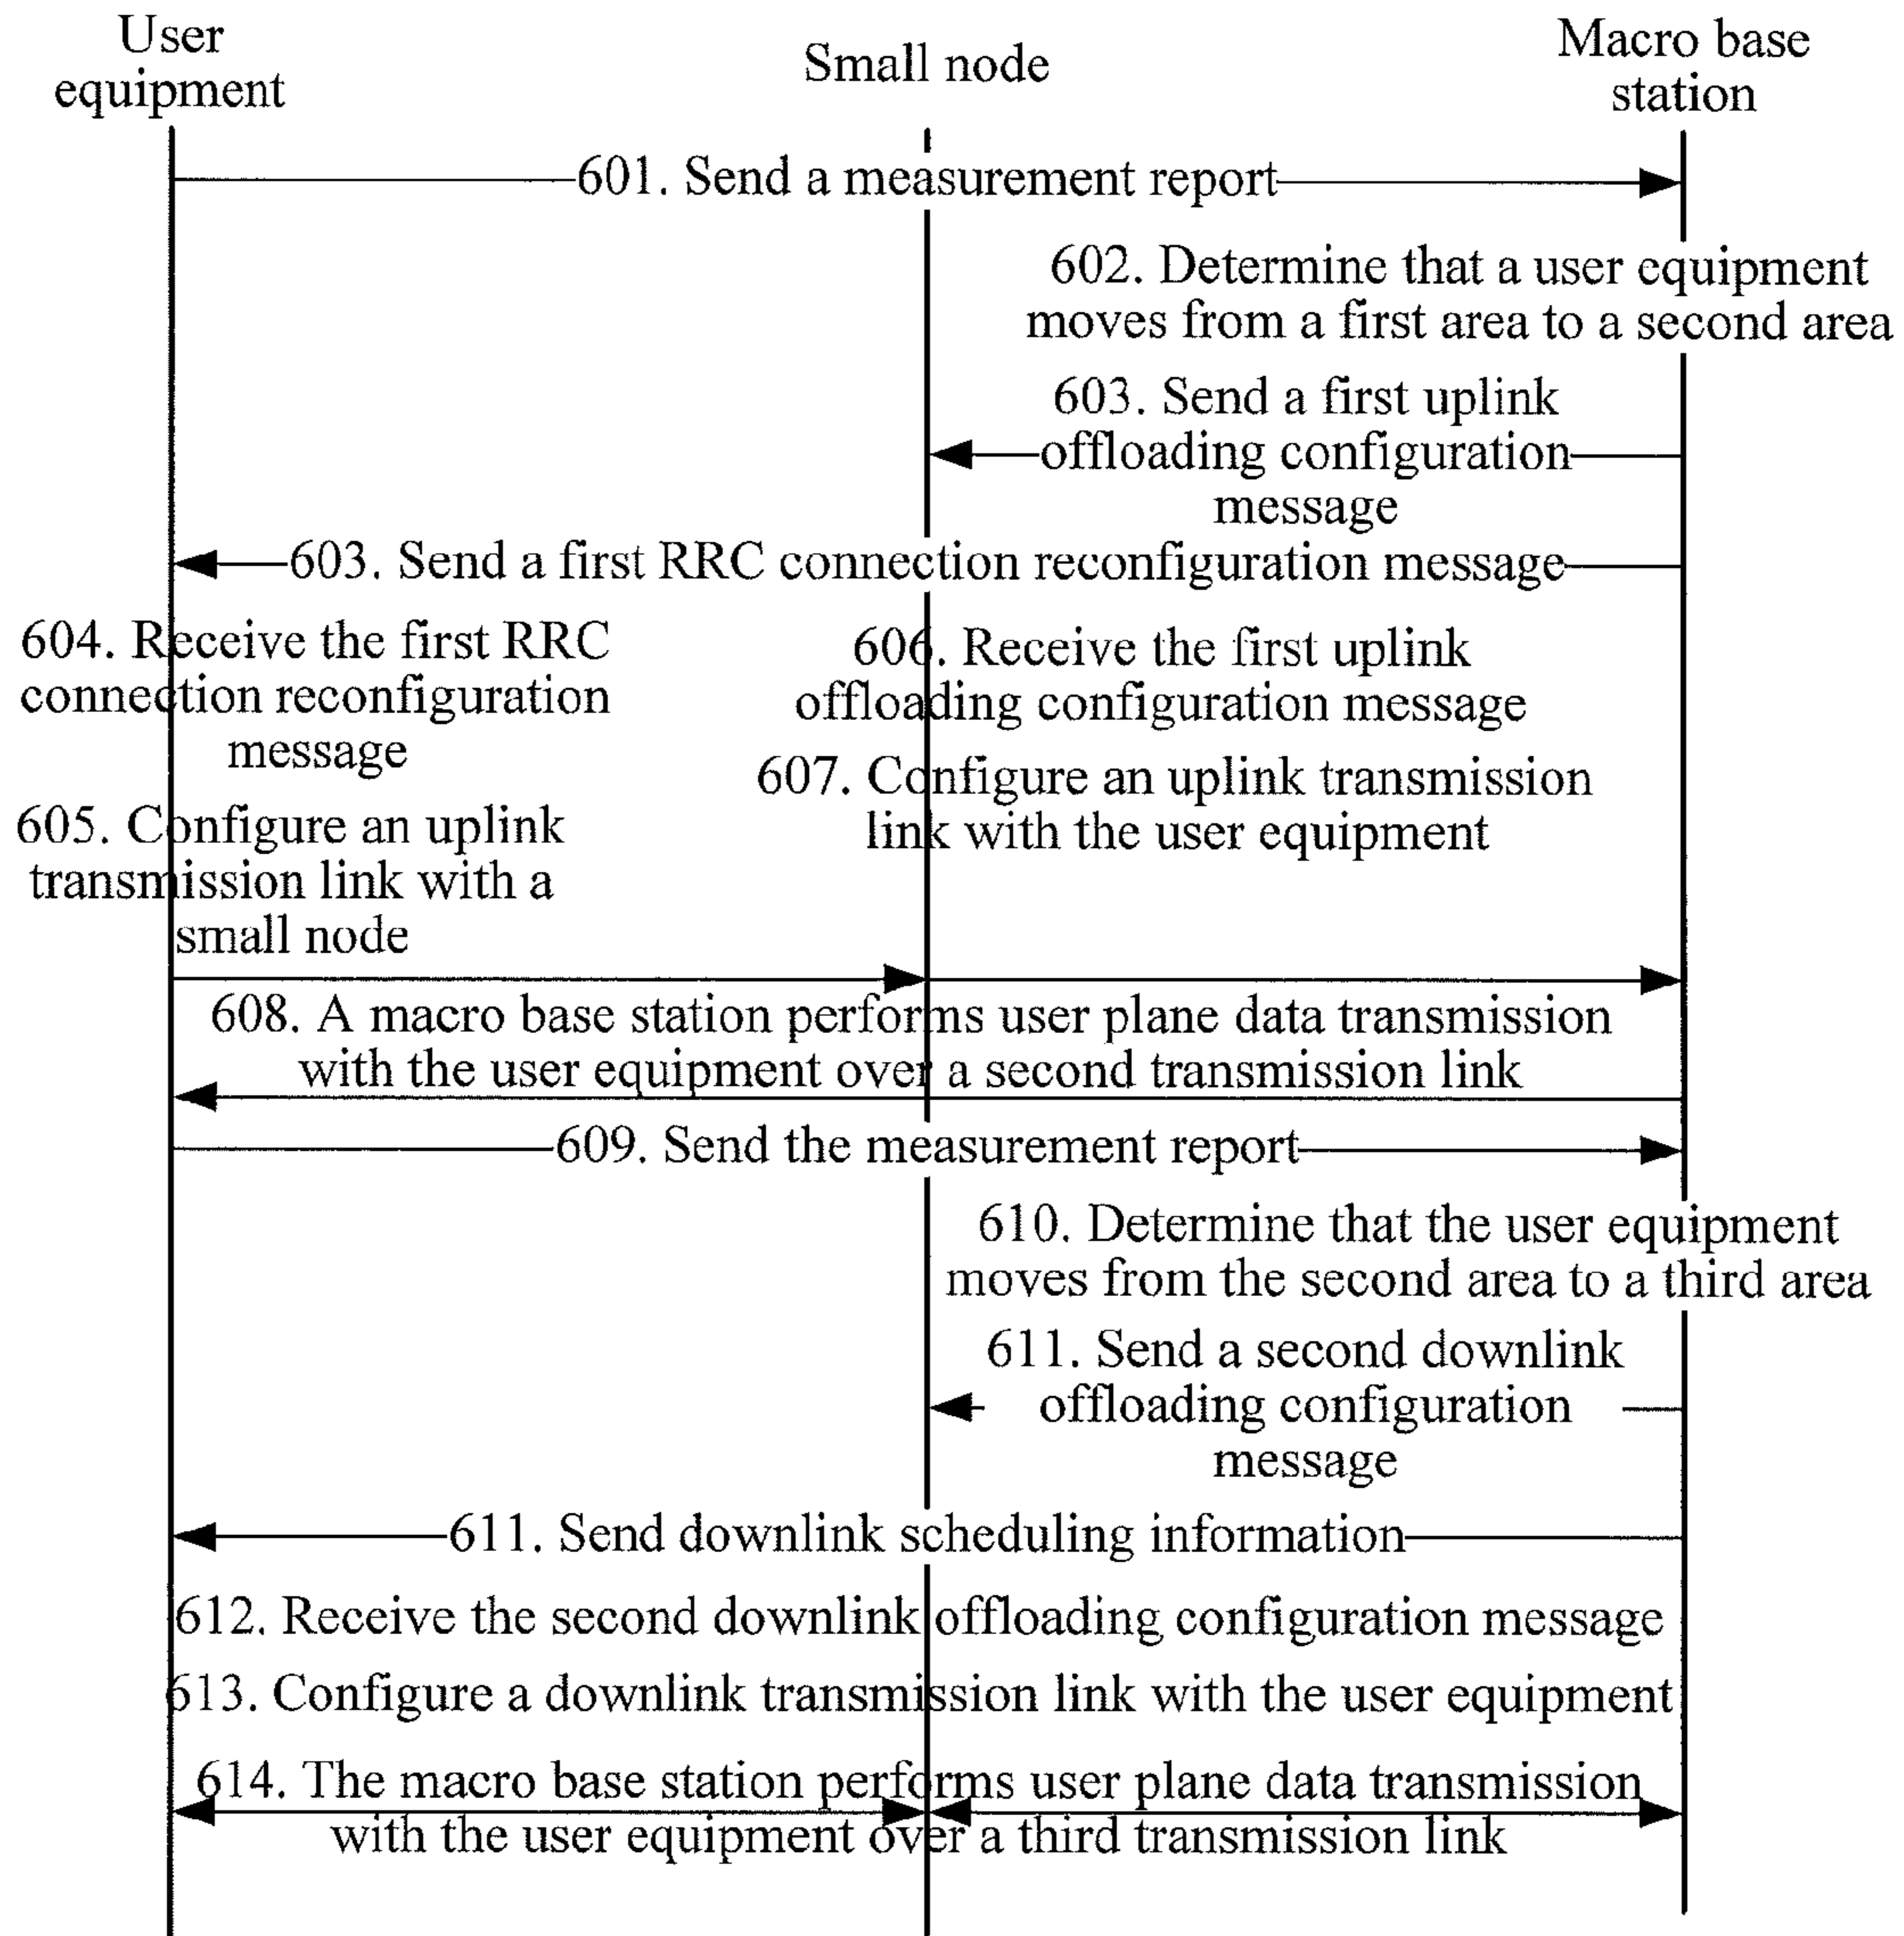 User
equipment
Small node
Macro base
station
601. Send a measurement report
602. Determine that a user equipment
moves from a first area to a second area
603. Send a first uplink
offloading configuration
message
603. Send a first RRC connection reconfiguration message
604. Receive the first RRC
connection reconfiguration
message
606. Receive the first uplink
offloading configuration message
605. Configure an uplink
transmission link with a
small node
607. Configure an uplink transmission
link with the user equipment
608. A macro base station performs user plane data transmission
with the user equipment over a second transmission link
609. Send the measurement report
610. Determine that the user equipment
moves from the second area to a third area
611. Send a second downlink
offloading configuration
message
611. Send downlink scheduling information
612. Receive the second downlink offloading configuration message
613. Configure a downlink transmission link with the user equipment
614. The macro base station performs user plane data transmission
with the user equipment over a third transmission link